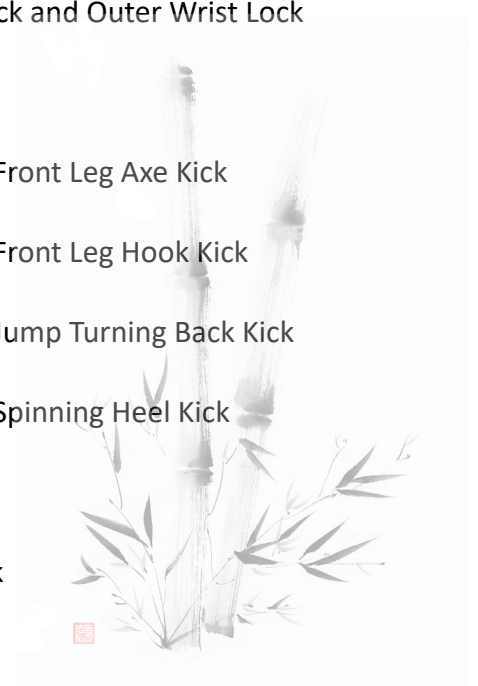 ck and Outer Wrist Lock
Front Leg Axe Kick
Front Leg Hook Kick
Jump Turning Back Kick
Spinning Heel Kick
k